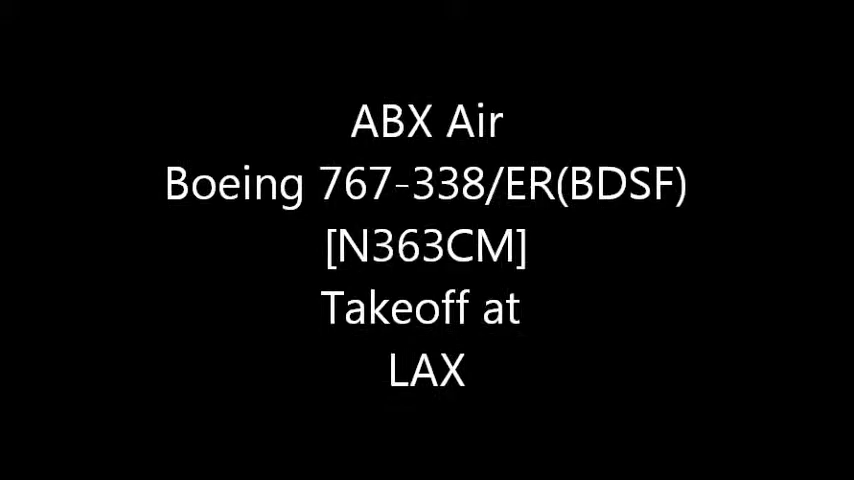 ABX Air
Boeing 767-338/ER(BDSF)
[N363CM]
Takeoff at
LAX